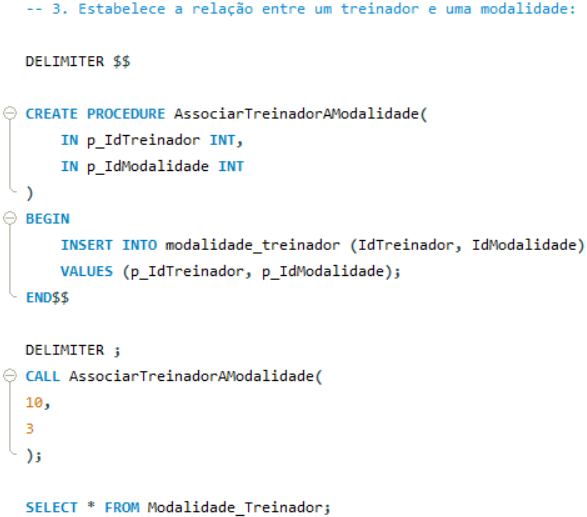 -- 3. Estabelece a relação entre um treinador e uma modalidade:
DELIMITER $$
CREATE PROCEDURE AssociarTreinadorAModalidade(
IN p_IdTreinador INT,
IN p_IdModalidade INT
)
BEGIN
INSERT INTO modalidade_treinador (IdTreinador, IdModalidade)
VALUES (p_IdTreinador, p_IdModalidade);
END$$
DELIMITER ;
CALL AssociarTreinadorAModalidade(
10,
3
);
SELECT * FROM Modalidade_Treinador;